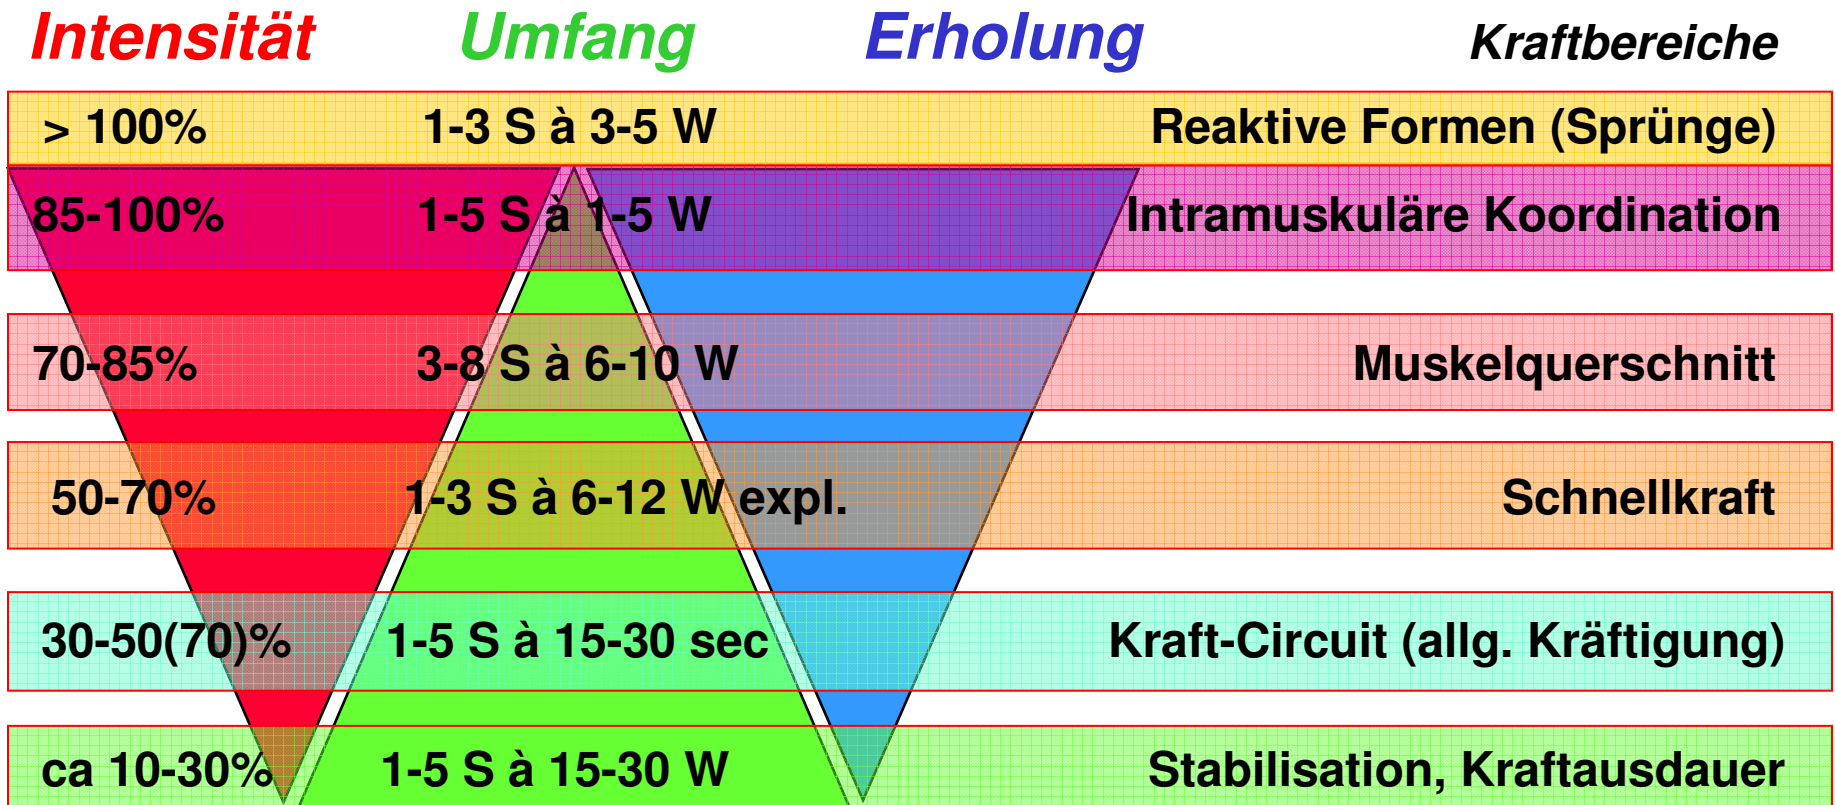 Intensität Umfang Erholung Kraftbereiche
> 100% 1-3 S à 3-5 W Reaktive Formen (Sprünge)
85-100% 1-5 S à 1-5 W Intramuskuläre Koordination
70-85% 3-8 S à 6-10 W Muskelquerschnitt
50-70% 1-3 S à 6-12 W expl. Schnellkraft
30-50(70)% 1-5 S à 15-30 sec Kraft-Circuit (allg. Kräftigung)
ca 10-30% 1-5 S à 15-30 W Stabilisation, Kraftausdauer